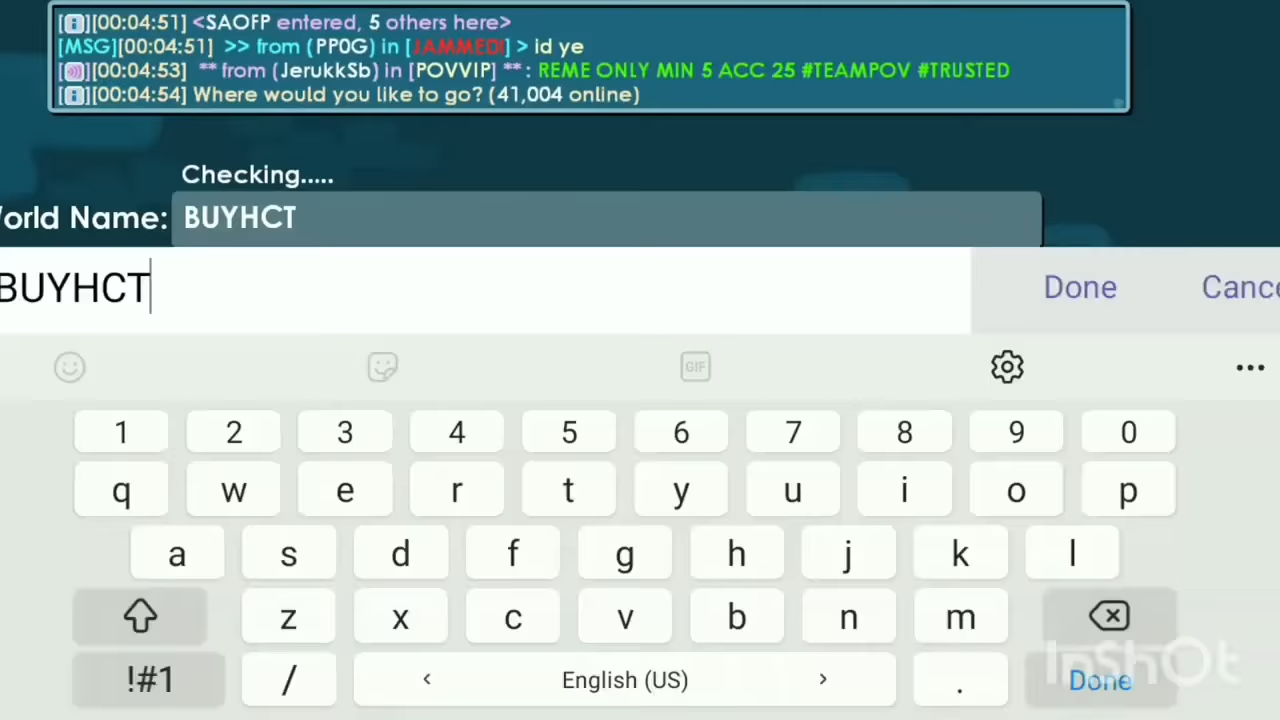 [i][00:04:51] <SAOFP entered, 5 others here>
[MSG][00:04:51] >> from (PP0G) in [JAMMEDI] > id ye
[00:04:53] ** from (JerukkSb) in [POVVIP] ** : REME ONLY MIN 5 ACC 25 #TEAMPOV #TRUSTED
[i][00:04:54] Where would you like to go? (41,004 online)
Checking.....
World Name: BUYHCT
BUYHCT Done Cance
GIF
1 2 3 4 5 6 7 8 9 0
q w e r t y u i o p
a s d f g h j k l
z x c v b n m
!#1 / < English (US) > . Done
InShOt